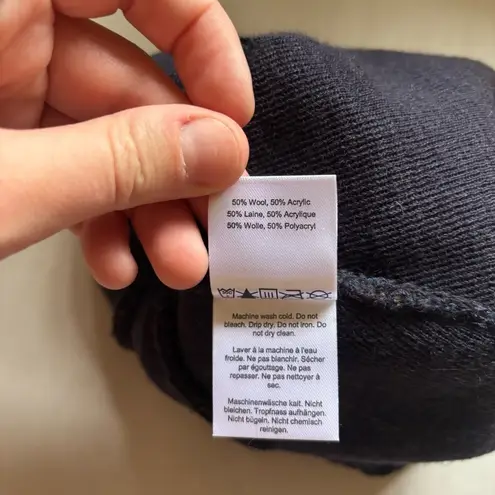 50% Wool, 50% Acrylic
50% Laine, 50% Acrylique
50% Wolle, 50% Polyacryl
Machine wash cold. Do not
bleach. Drip dry. Do not iron. Do
not dry clean.
Laver à la machine à l'eau
froide. Ne pas blanchir. Sécher
par égouttage. Ne pas
repasser. Ne pas nettoyer à
sec.
Maschinenwäsche kalt. Nicht
bleichen. Tropfnass aufhängen.
Nicht bügeln. Nicht chemisch
reinigen.